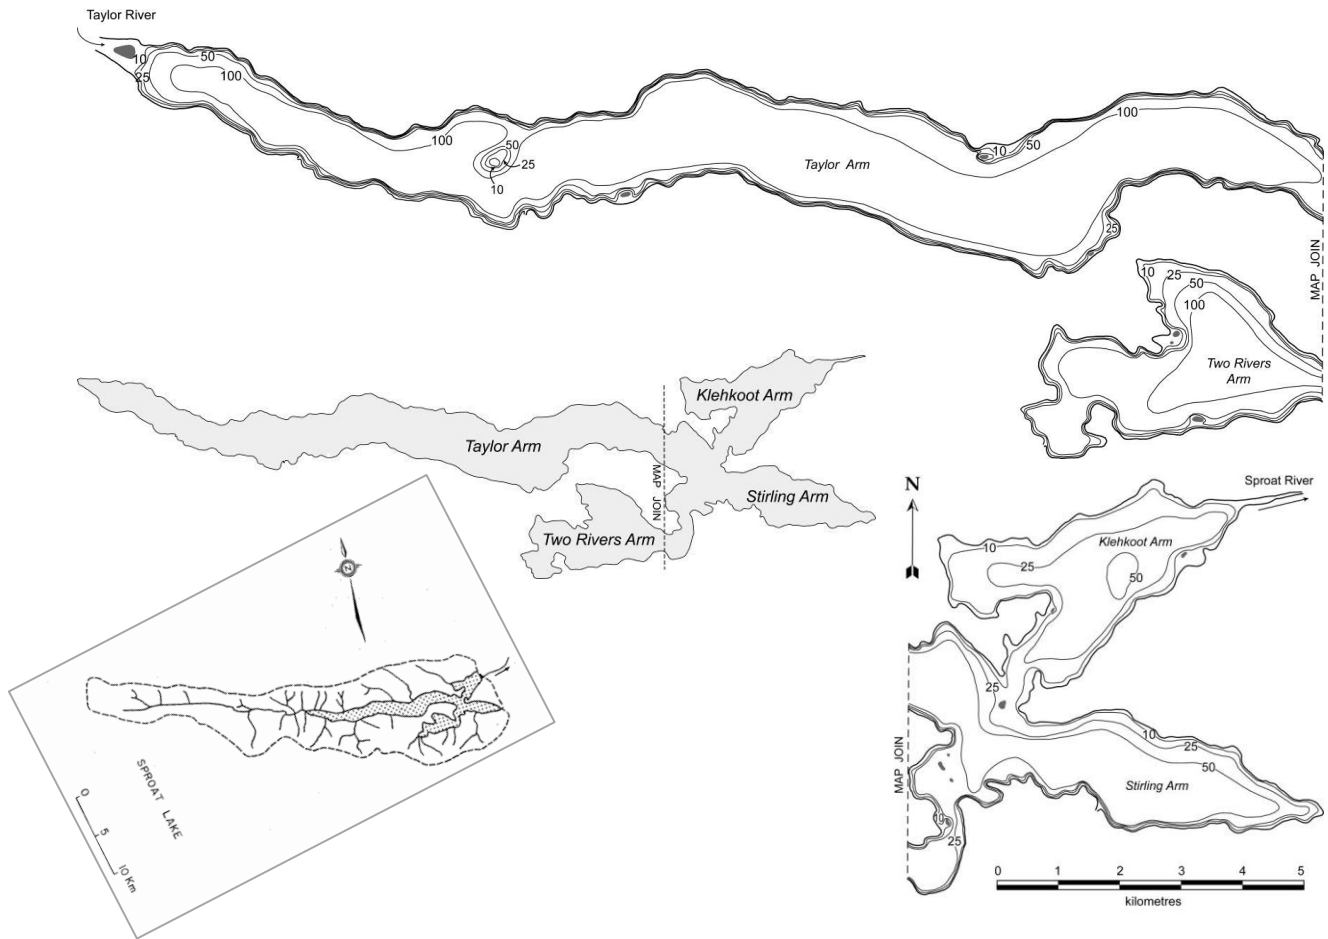 Taylor River
10
50
25
100
100
50
25
10
Taylor Arm
10
50
100
25
MAP JOIN
10
25
50
100
Two Rivers
Arm
Klehkoot Arm
Taylor Arm
MAP JOIN
Stirling Arm
Two Rivers Arm
N
Sproat River
10
Klehkoot Arm
25
50
25
10
25
50
MAP JOIN
Stirling Arm
10
25
0 1 2 3 4 5
kilometres
N
SPROAT LAKE
0
5
10 Km